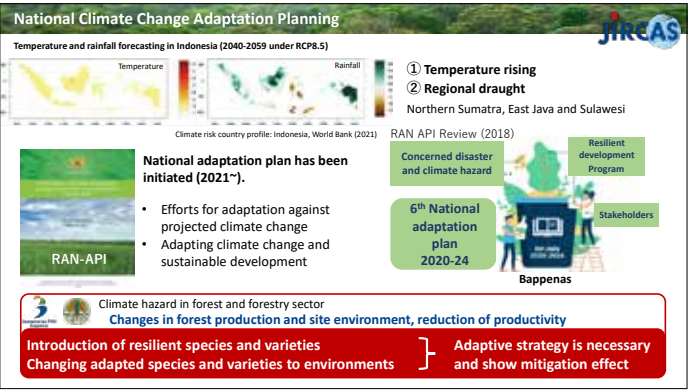 National Climate Change Adaptation Planning
JIRCAS
Temperature and rainfall forecasting in Indonesia (2040-2059 under RCP8.5)
Temperature
Rainfall
① Temperature rising
② Regional draught
Northern Sumatra, East Java and Sulawesi
Climate risk country profile: Indonesia, World Bank (2021)
RAN API Review (2018)
RAN-API
National adaptation plan has been
initiated (2021~).
• Efforts for adaptation against
projected climate change
• Adapting climate change and
sustainable development
Concerned disaster
and climate hazard
Resilient
development
Program
6th National
adaptation
plan
2020-24
Stakeholders
Bappenas
Climate hazard in forest and forestry sector
Changes in forest production and site environment, reduction of productivity
Introduction of resilient species and varieties
Changing adapted species and varieties to environments
Adaptive strategy is necessary
and show mitigation effect